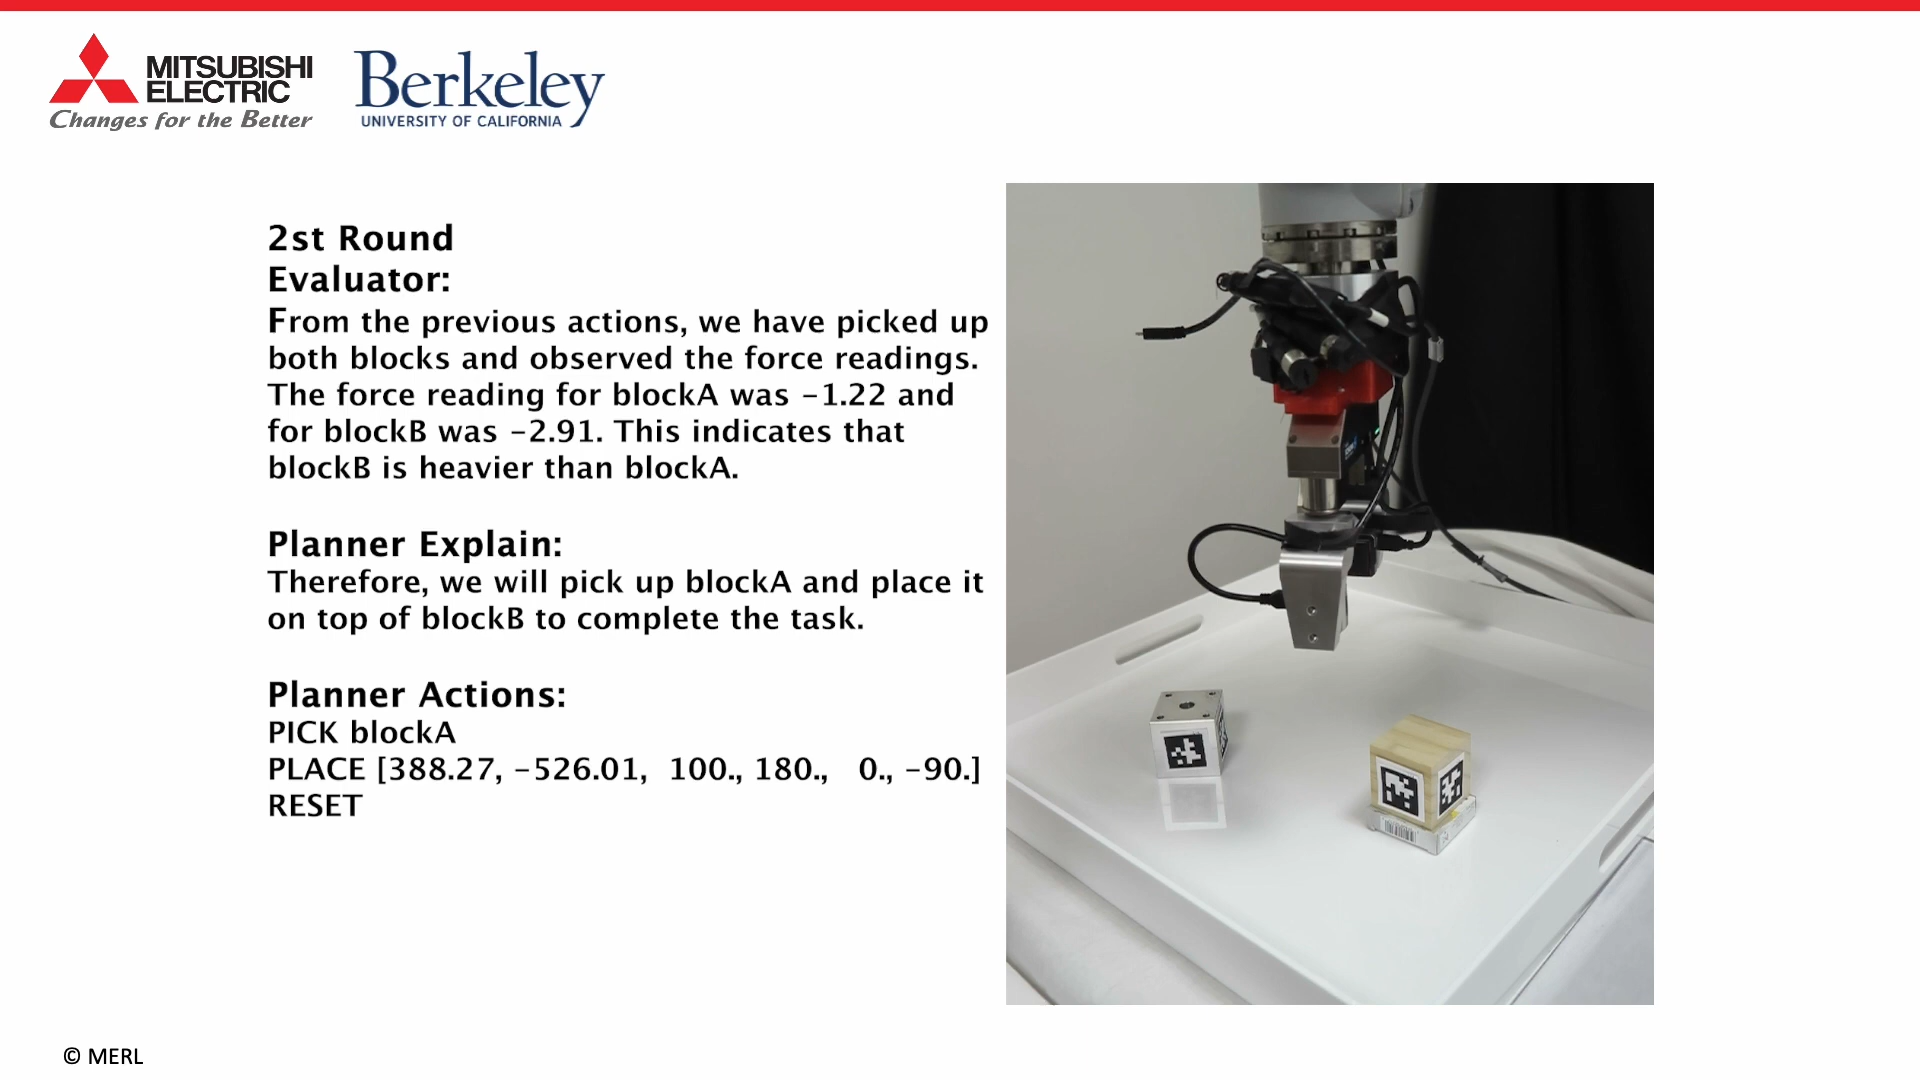 MITSUBISHI
ELECTRIC
Changes for the Better
Berkeley
UNIVERSITY OF CALIFORNIA
2st Round
Evaluator:
From the previous actions, we have picked up
both blocks and observed the force readings.
The force reading for blockA was -1.22 and
for blockB was -2.91. This indicates that
blockB is heavier than blockA.
Planner Explain:
Therefore, we will pick up blockA and place it
on top of blockB to complete the task.
Planner Actions:
PICK blockA
PLACE [388.27, -526.01, 100., 180., 0., -90.]
RESET
© MERL